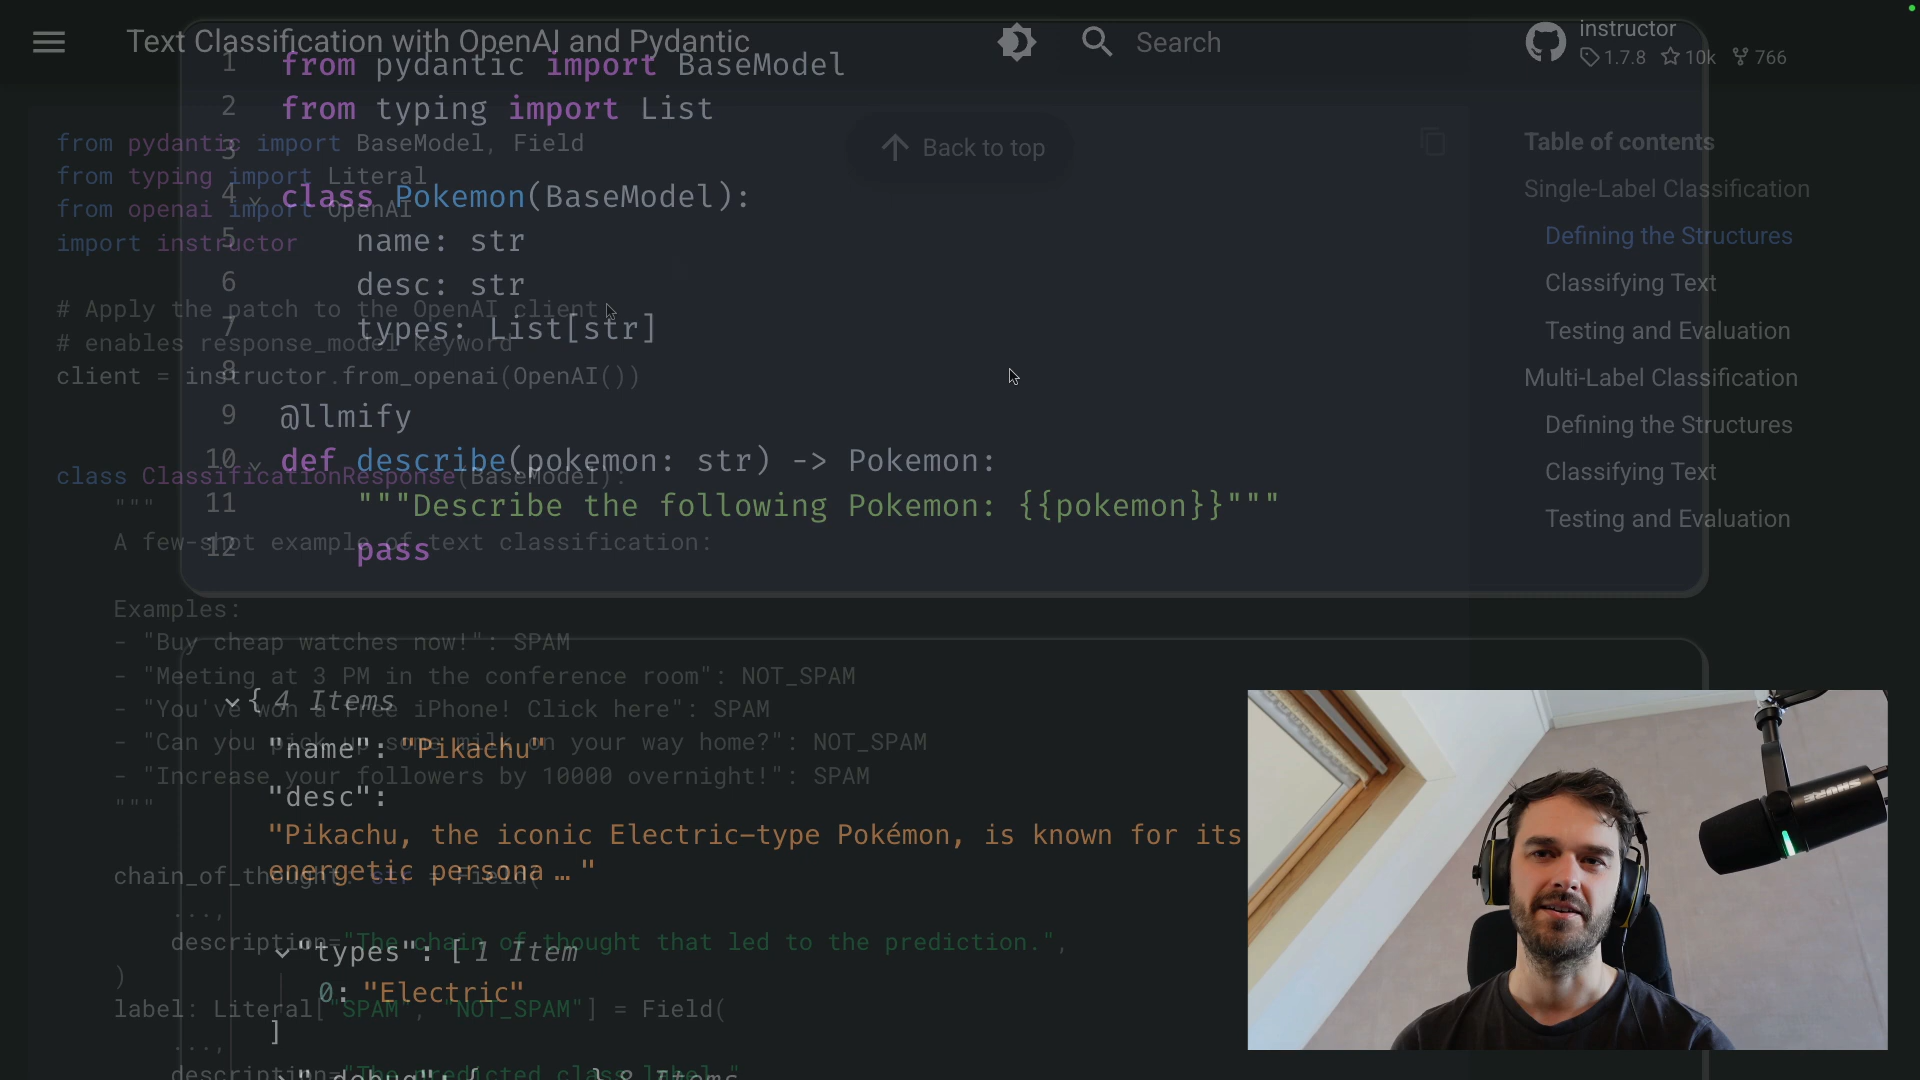 Text Classification with OpenAI and Pydantic
Search
instructor
1.7.8 10k 766
1 from pydantic import BaseModel
2 from typing import List
3
4 class Pokemon(BaseModel):
5 name: str
6 desc: str
7 types: List[str]
8
9 @llmify
10 def describe(pokemon: str) -> Pokemon:
11 """Describe the following Pokemon: {{pokemon}}"""
12 pass
from pydantic import BaseModel, Field
from typing import Literal
from openai import OpenAI
import instructor
# Apply the patch to the OpenAI client
# enables response_model keyword
client = instructor.from_openai(OpenAI())
class ClassificationResponse(BaseModel):
"""
A few-shot example of text classification:
Examples:
- "Buy cheap watches now!": SPAM
- "Meeting at 3 PM in the conference room": NOT_SPAM
- "You've won a free iPhone! Click here": SPAM
- "Can you pick up some milk on your way home?": NOT_SPAM
- "Increase your followers by 10000 overnight!": SPAM
"""
chain_of_thought: str = Field(
...,
description="The chain of thought that led to the prediction.",
)
label: Literal["SPAM", "NOT_SPAM"] = Field(
...,
description="The predicted class label."
{ 4 Items
"name": "Pikachu"
"desc":
"Pikachu, the iconic Electric-type Pokémon, is known for its
energetic persona … "
"types": [ 1 Item
0: "Electric"
]
"_debug": { … } 8 Items
Back to top
Table of contents
Single-Label Classification
Defining the Structures
Classifying Text
Testing and Evaluation
Multi-Label Classification
Defining the Structures
Classifying Text
Testing and Evaluation
SHURE